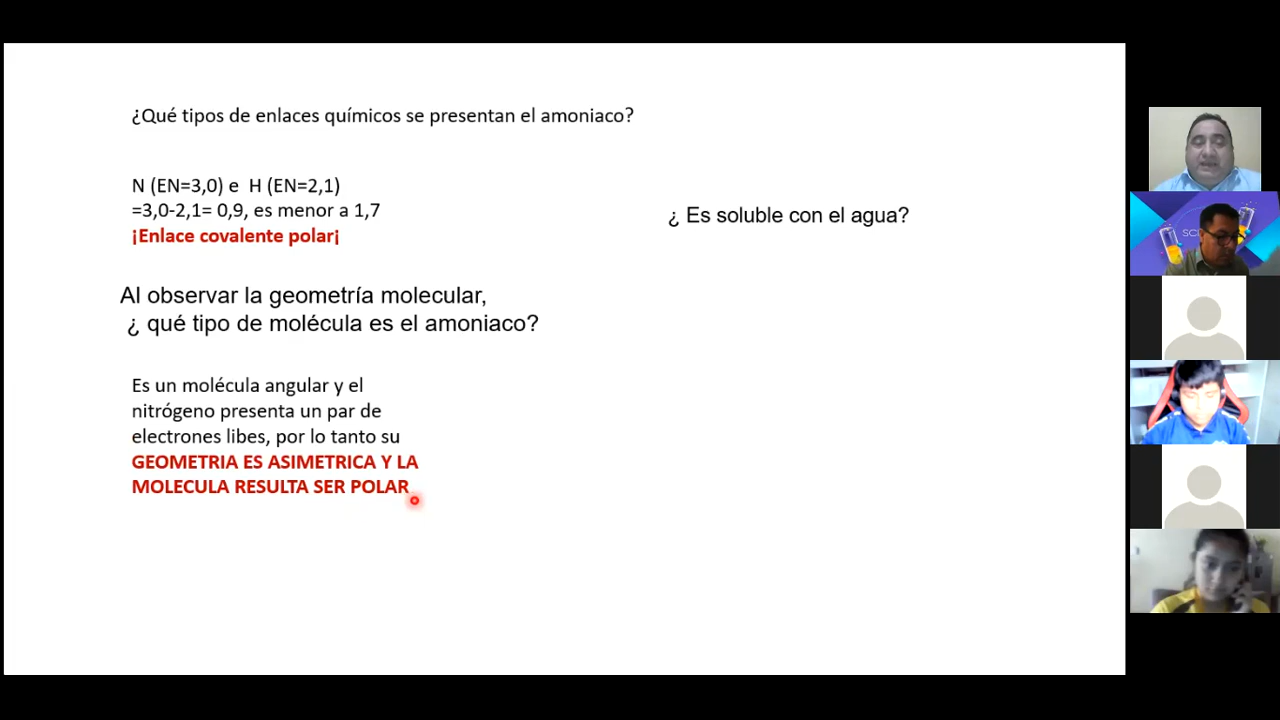 ¿Qué tipos de enlaces químicos se presentan el amoniaco?
N (EN=3,0) e H (EN=2,1)
=3,0-2,1= 0,9, es menor a 1,7
¡Enlace covalente polar¡
¿ Es soluble con el agua?
Al observar la geometría molecular,
¿ qué tipo de molécula es el amoniaco?
Es un molécula angular y el
nitrógeno presenta un par de
electrones libes, por lo tanto su
GEOMETRIA ES ASIMETRICA Y LA
MOLECULA RESULTA SER POLAR